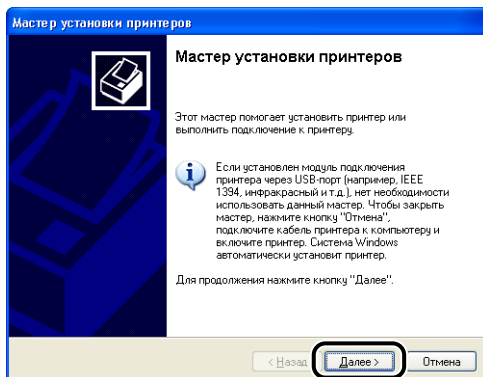 Мастер установки принтеров
Мастер установки принтеров
Этот мастер помогает установить принтер или
выполнить подключение к принтеру.
Если установлен модуль подключения
принтера через USB-порт (например, IEEE
1394, инфракрасный и т.д.), нет необходимости
использовать данный мастер. Чтобы закрыть
мастер, нажмите кнопку "Отмена",
подключите кабель принтера к компьютеру и
включите принтер. Система Windows
автоматически установит принтер.
Для продолжения нажмите кнопку "Далее".
< Назад Далее > Отмена